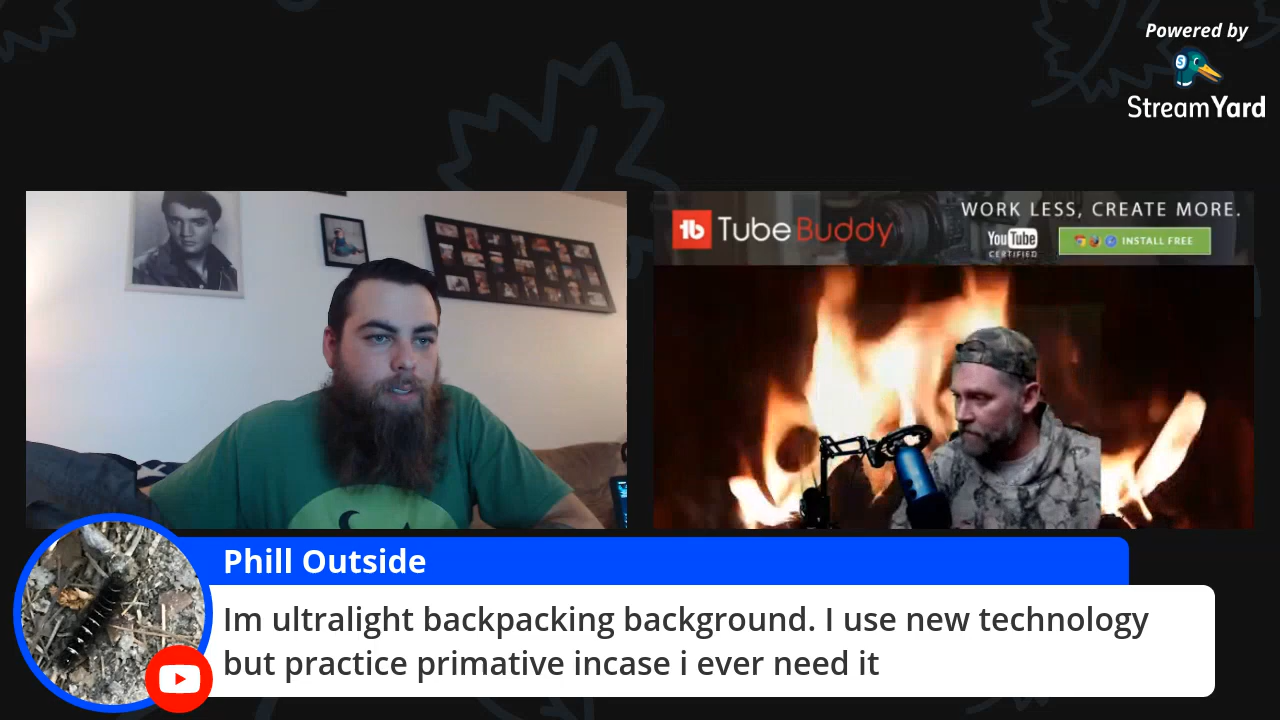 Powered by
StreamYard
TubeBuddy
WORK LESS, CREATE MORE.
YouTube
CERTIFIED
INSTALL FREE
Phill Outside
Im ultralight backpacking background. I use new technology
but practice primative incase i ever need it